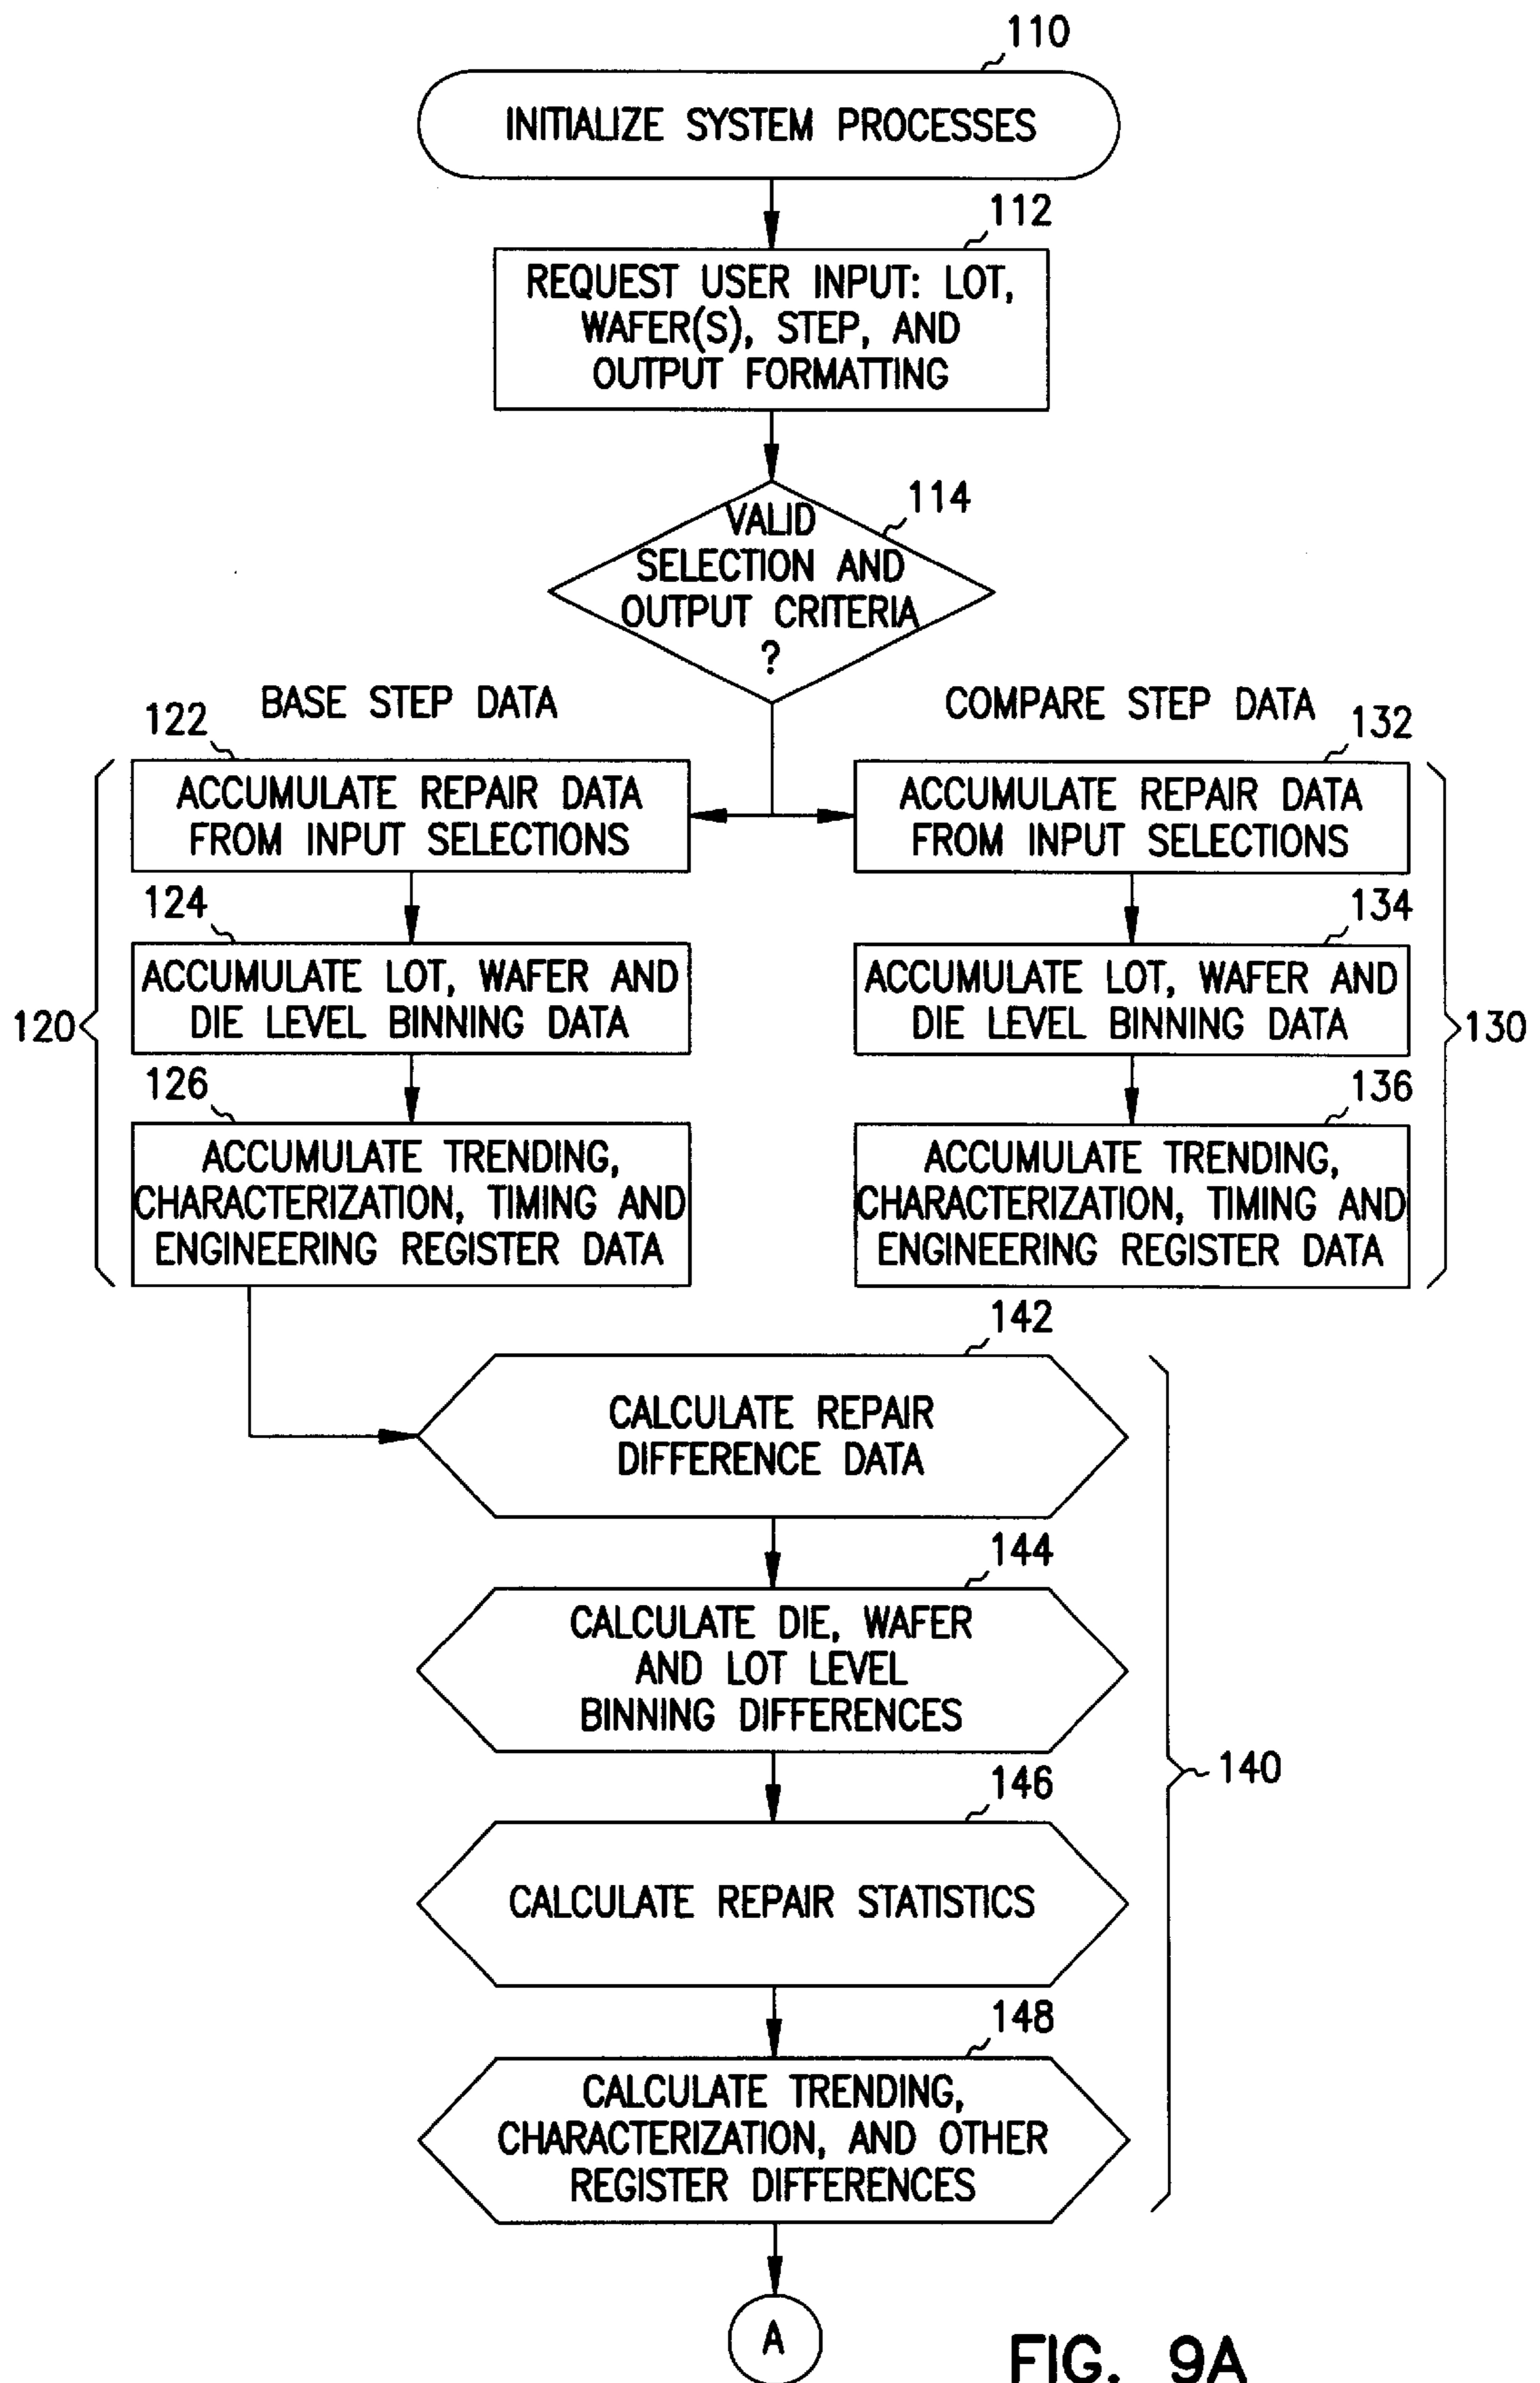 110
INITIALIZE SYSTEM PROCESSES
112
REQUEST USER INPUT: LOT,
WAFER(S), STEP, AND
OUTPUT FORMATTING
114
VALID
SELECTION AND
OUTPUT CRITERIA
?
BASE STEP DATA
COMPARE STEP DATA
122
ACCUMULATE REPAIR DATA
FROM INPUT SELECTIONS
132
ACCUMULATE REPAIR DATA
FROM INPUT SELECTIONS
124
ACCUMULATE LOT, WAFER AND
DIE LEVEL BINNING DATA
134
ACCUMULATE LOT, WAFER AND
DIE LEVEL BINNING DATA
120
130
126
ACCUMULATE TRENDING,
CHARACTERIZATION, TIMING AND
ENGINEERING REGISTER DATA
136
ACCUMULATE TRENDING,
CHARACTERIZATION, TIMING AND
ENGINEERING REGISTER DATA
142
CALCULATE REPAIR
DIFFERENCE DATA
144
CALCULATE DIE, WAFER
AND LOT LEVEL
BINNING DIFFERENCES
140
146
CALCULATE REPAIR STATISTICS
148
CALCULATE TRENDING,
CHARACTERIZATION, AND OTHER
REGISTER DIFFERENCES
A
FIG. 9A